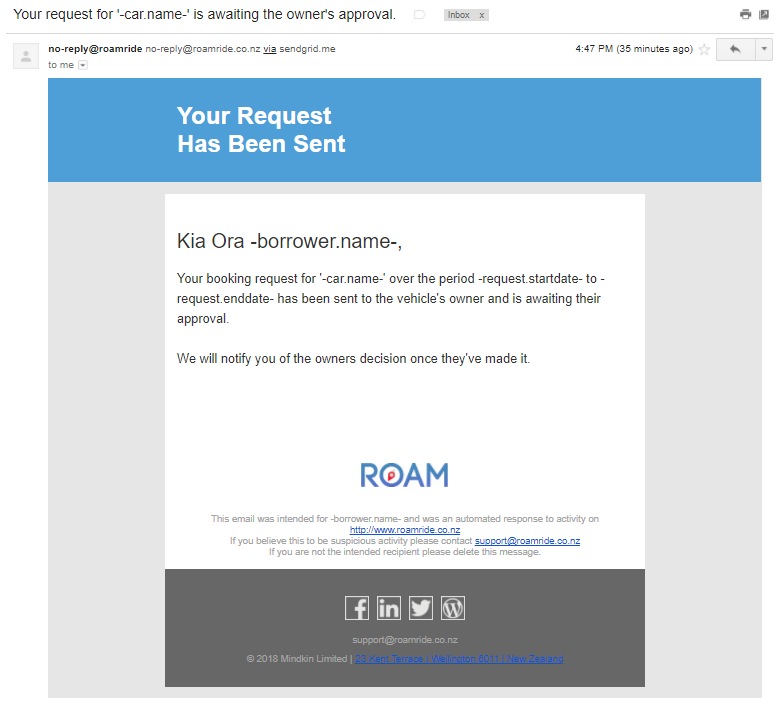 Your request for '-car.name-' is awaiting the owner's approval. Inbox x
no-reply@roamride no-reply@roamride.co.nz via sendgrid.me 4:47 PM (35 minutes ago)
to me
Your Request
Has Been Sent
Kia Ora -borrower.name-,
Your booking request for '-car.name-' over the period -request.startdate- to -
request.enddate- has been sent to the vehicle's owner and is awaiting their
approval.
We will notify you of the owners decision once they've made it.
ROAM
This email was intended for -borrower.name- and was an automated response to activity on
http://www.roamride.co.nz
If you believe this to be suspicious activity please contact support@roamride.co.nz
If you are not the intended recipient please delete this message.
support@roamride.co.nz
© 2018 Mindkin Limited | 23 Kent Terrace | Wellington 6011 | New Zealand